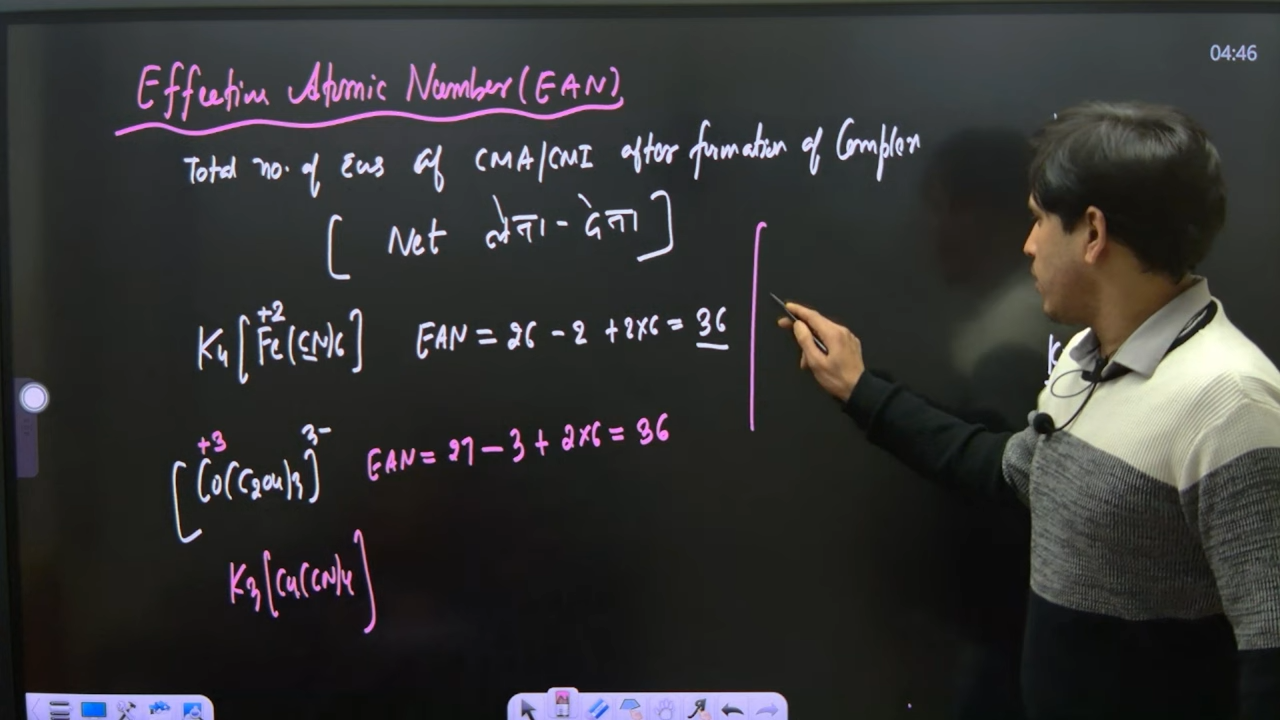 04:46
Effective Atomic Number (EAN)
Total no. of ēns of CMA/CMI after formation of Complex
[ Net लेना - देना ]
K4[Fe(CN)6] +2 EAN = 26 - 2 + 2×6 = 36
[Co(C2O4)3]3- +3 EAN = 27 - 3 + 2×6 = 36
K3[Cu(CN)4]
K